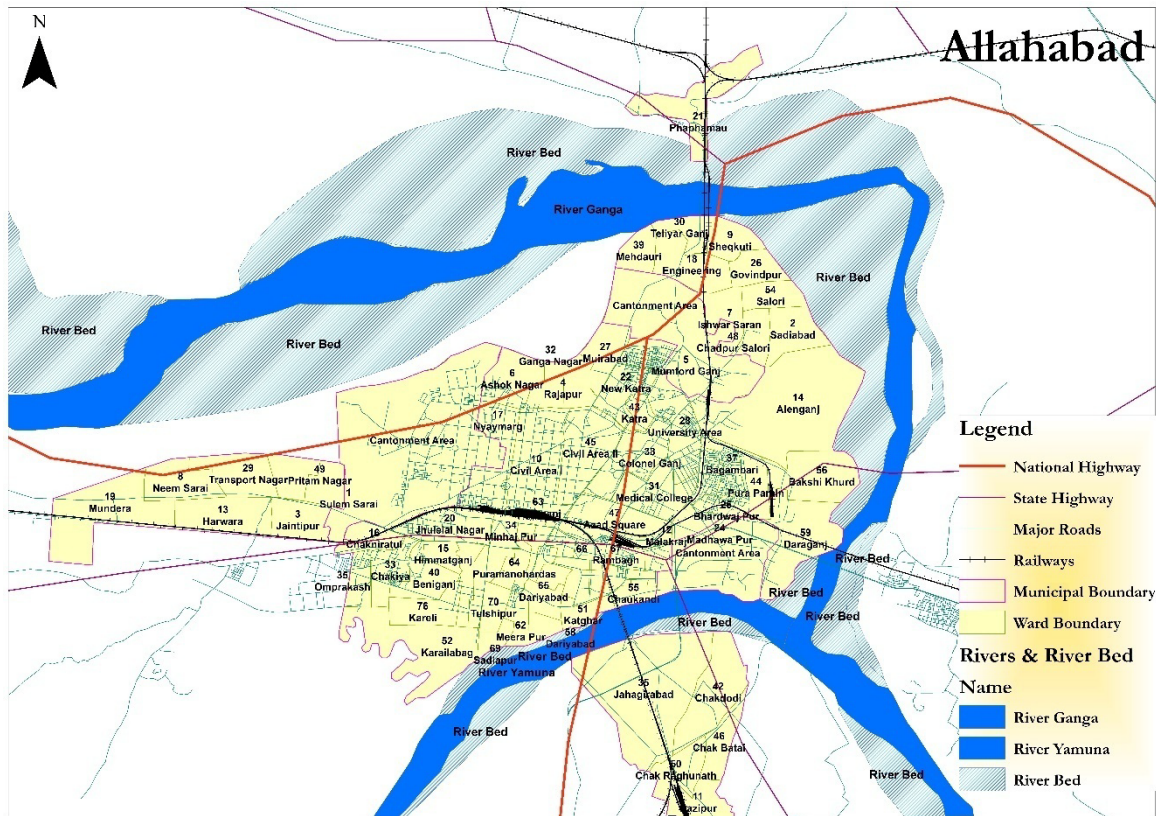 N
Allahabad
21
Phaphamau
River Bed
River Ganga
30
Teliyar Ganj
9
Sheqkuti
39
Mehdauri
18
Engineering
26
Govindpur
River Bed
54
Salori
Cantonment Area
7
Ishwar Saran
2
Sadiabad
48
Chadpur Salori
River Bed
River Bed
32
Ganga Nagar
27
Muirabad
5
Mumford Ganj
6
Ashok Nagar
4
Rajapur
22
New Katra
14
Alenganj
17
Nyaymarg
43
Katra
28
University Area
Cantonment Area
45
Civil Area II
10
Civil Area I
33
Colonel Ganj
37
Bagambari
8
Neem Sarai
29
Transport Nagar
49
Pritam Nagar
1
Sulem Sarai
31
Medical College
44
Pura Pardin
56
Bakshi Khurd
19
Mundera
13
Harwara
3
Jaintipur
63
47
Azad Square
25
Bhardwaj Pur
16
Chakniratul
20
Jhulelal Nagar
34
Minhaj Pur
12
Malakraj
24
Madhawa Pur
59
Daraganj
15
Himmatganj
66
67
Rambagh
Cantonment Area
River Bed
35
Omprakash
33
Chakiya
40
Beniganj
64
Puramanohardas
65
Dariyabad
55
Chaukandi
River Bed
76
Kareli
70
Tulshipur
51
Katghar
River Bed
River Bed
62
Meera Pur
58
Dariyabad
52
Karailabag
69
Sadiapur
River Bed
River Yamuna
35
Jahagirabad
42
Chakdodi
River Bed
46
Chak Batai
50
Chak Raghunath
River Bed
11
Legend
National Highway
State Highway
Major Roads
Railways
Municipal Boundary
Ward Boundary
Rivers & River Bed
Name
River Ganga
River Yamuna
River Bed